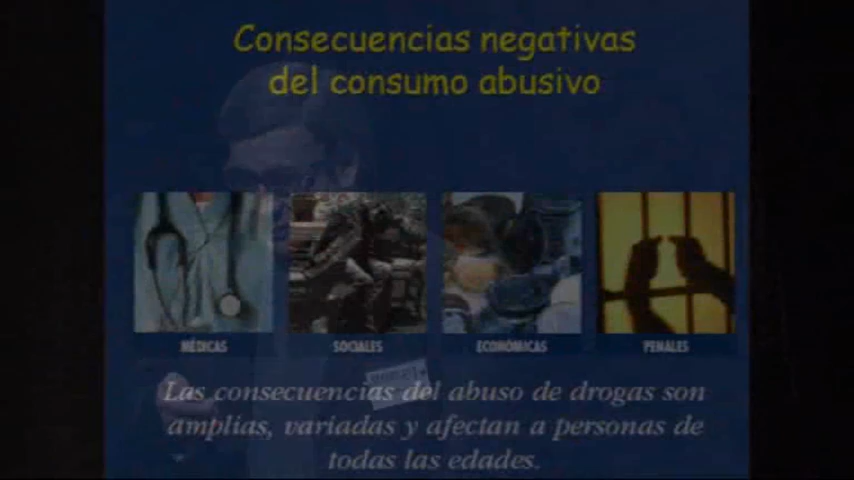 Consecuencias negativas
del consumo abusivo
MÉDICAS
SOCIALES
ECONÓMICAS
PENALES
Las consecuencias del abuso de drogas son
amplias, variadas y afectan a personas de
todas las edades.